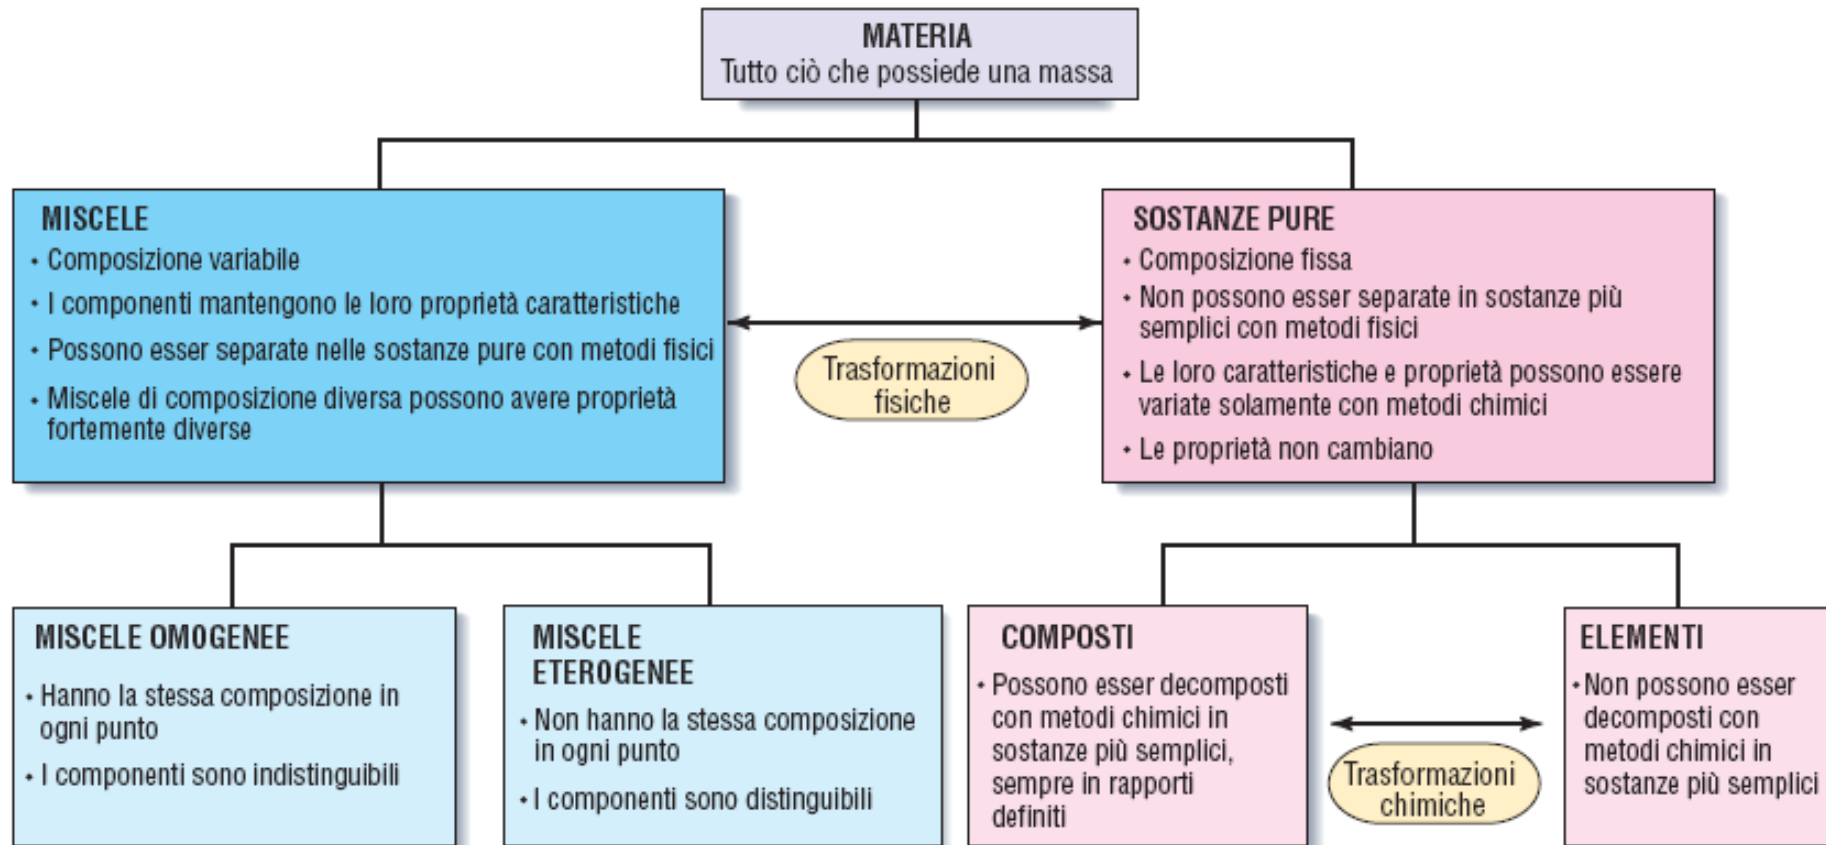 MATERIA
Tutto ciò che possiede una massa
MISCELE
• Composizione variabile
• I componenti mantengono le loro proprietà caratteristiche
• Possono esser separate nelle sostanze pure con metodi fisici
• Miscele di composizione diversa possono avere proprietà
fortemente diverse
Trasformazioni
fisiche
SOSTANZE PURE
• Composizione fissa
• Non possono esser separate in sostanze più
semplici con metodi fisici
• Le loro caratteristiche e proprietà possono essere
variate solamente con metodi chimici
• Le proprietà non cambiano
MISCELE OMOGENEE
• Hanno la stessa composizione in
ogni punto
• I componenti sono indistinguibili
MISCELE
ETEROGENEE
• Non hanno la stessa composizione
in ogni punto
• I componenti sono distinguibili
COMPOSTI
• Possono esser decomposti
con metodi chimici in
sostanze più semplici,
sempre in rapporti
definiti
Trasformazioni
chimiche
ELEMENTI
• Non possono esser
decomposti con
metodi chimici in
sostanze più semplici